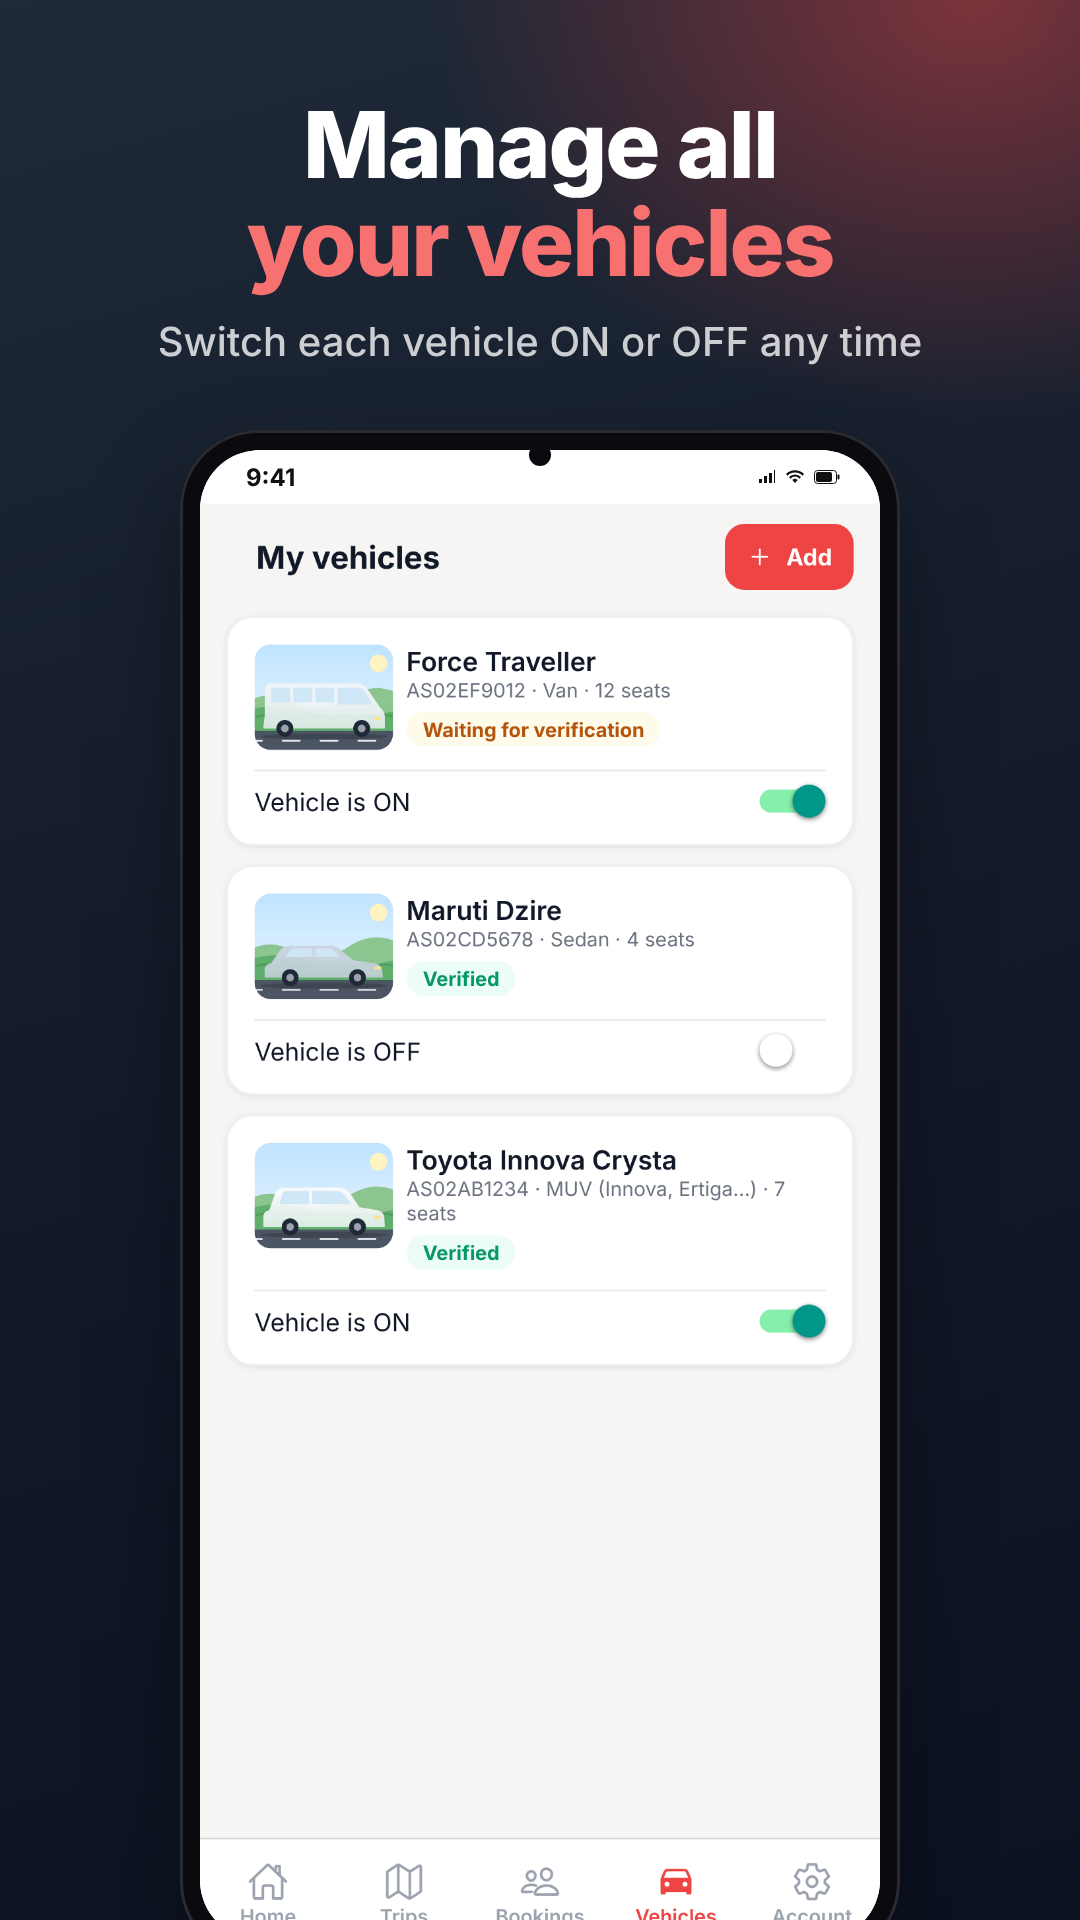 Manage all
your vehicles
Switch each vehicle ON or OFF any time
9:41
My vehicles
+ Add
Force Traveller
AS02EF9012 · Van · 12 seats
Waiting for verification
Vehicle is ON
Maruti Dzire
AS02CD5678 · Sedan · 4 seats
Verified
Vehicle is OFF
Toyota Innova Crysta
AS02AB1234 · MUV (Innova, Ertiga...) · 7
seats
Verified
Vehicle is ON
Home Trips Bookings Vehicles Account